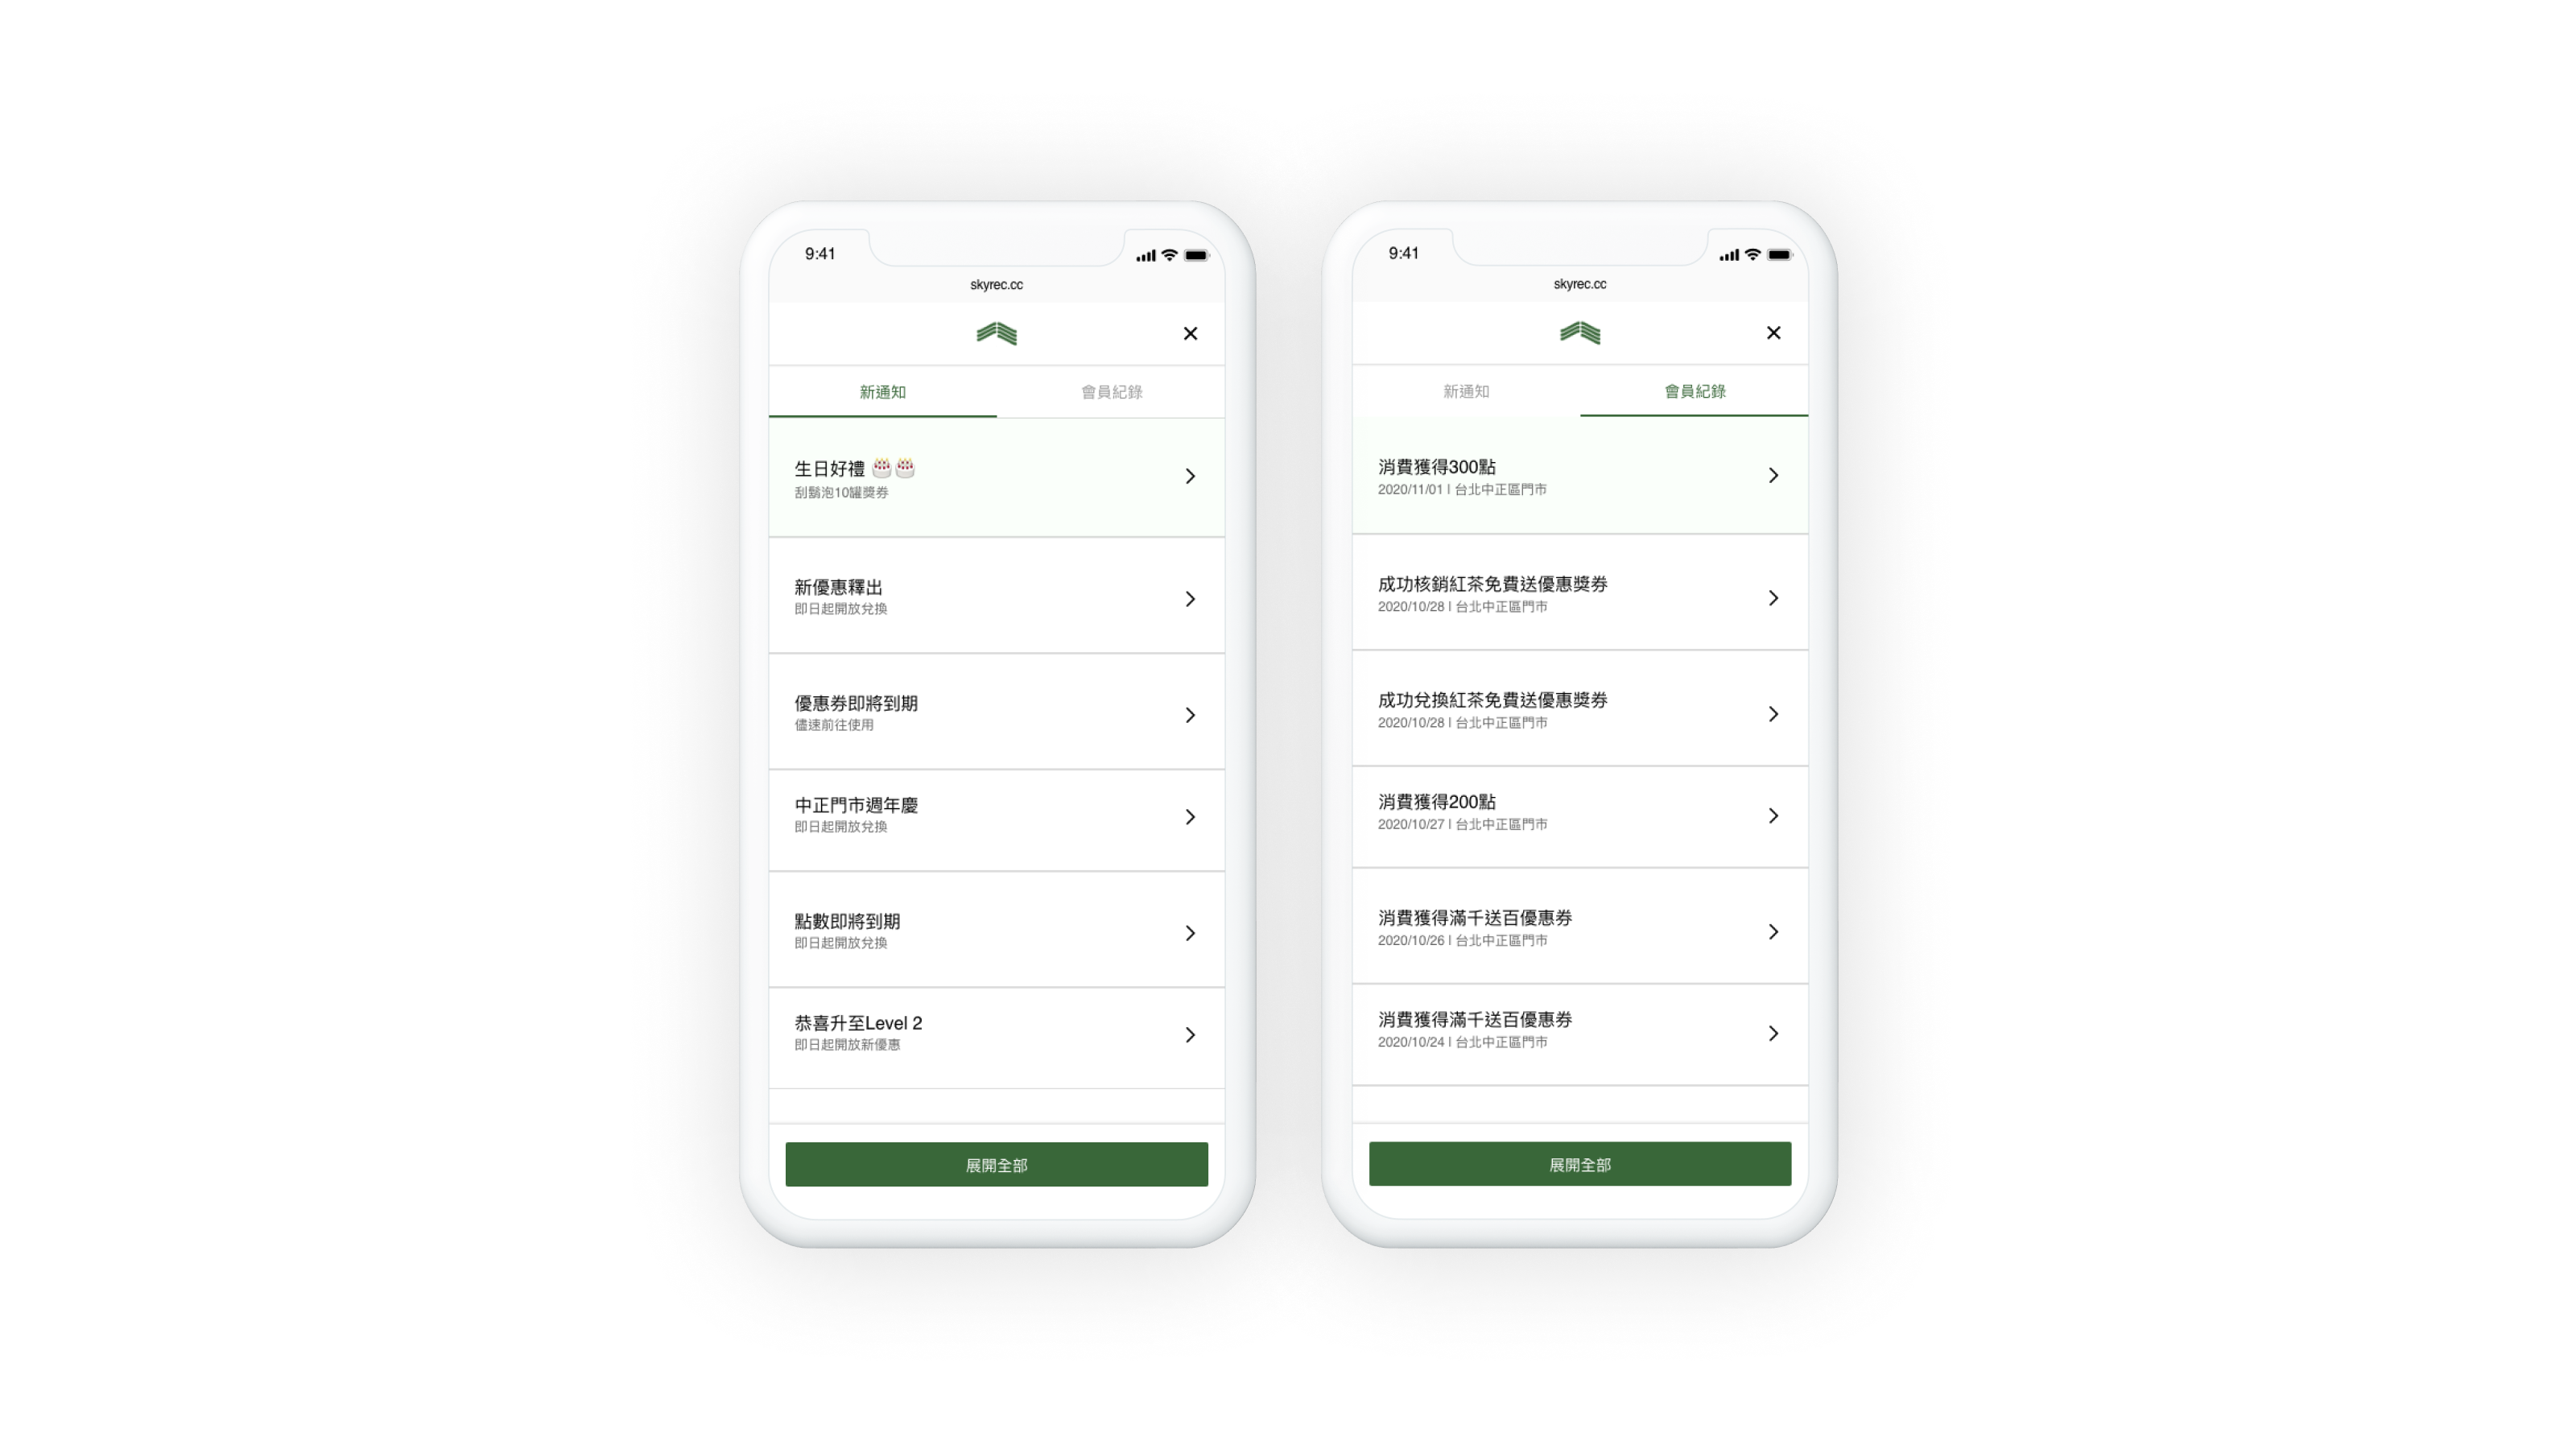 9:41
skyrec.cc
新通知
會員紀錄
生日好禮 🎂🎂
刮鬍泡10罐獎券
新優惠釋出
即日起開放兌換
優惠券即將到期
儘速前往使用
中正門市週年慶
即日起開放兌換
點數即將到期
即日起開放兌換
恭喜升至Level 2
即日起開放新優惠
展開全部
9:41
skyrec.cc
新通知
會員紀錄
消費獲得300點
2020/11/01 | 台北中正區門市
成功核銷紅茶免費送優惠獎券
2020/10/28 | 台北中正區門市
成功兌換紅茶免費送優惠獎券
2020/10/28 | 台北中正區門市
消費獲得200點
2020/10/27 | 台北中正區門市
消費獲得滿千送百優惠券
2020/10/26 | 台北中正區門市
消費獲得滿千送百優惠券
2020/10/24 | 台北中正區門市
展開全部